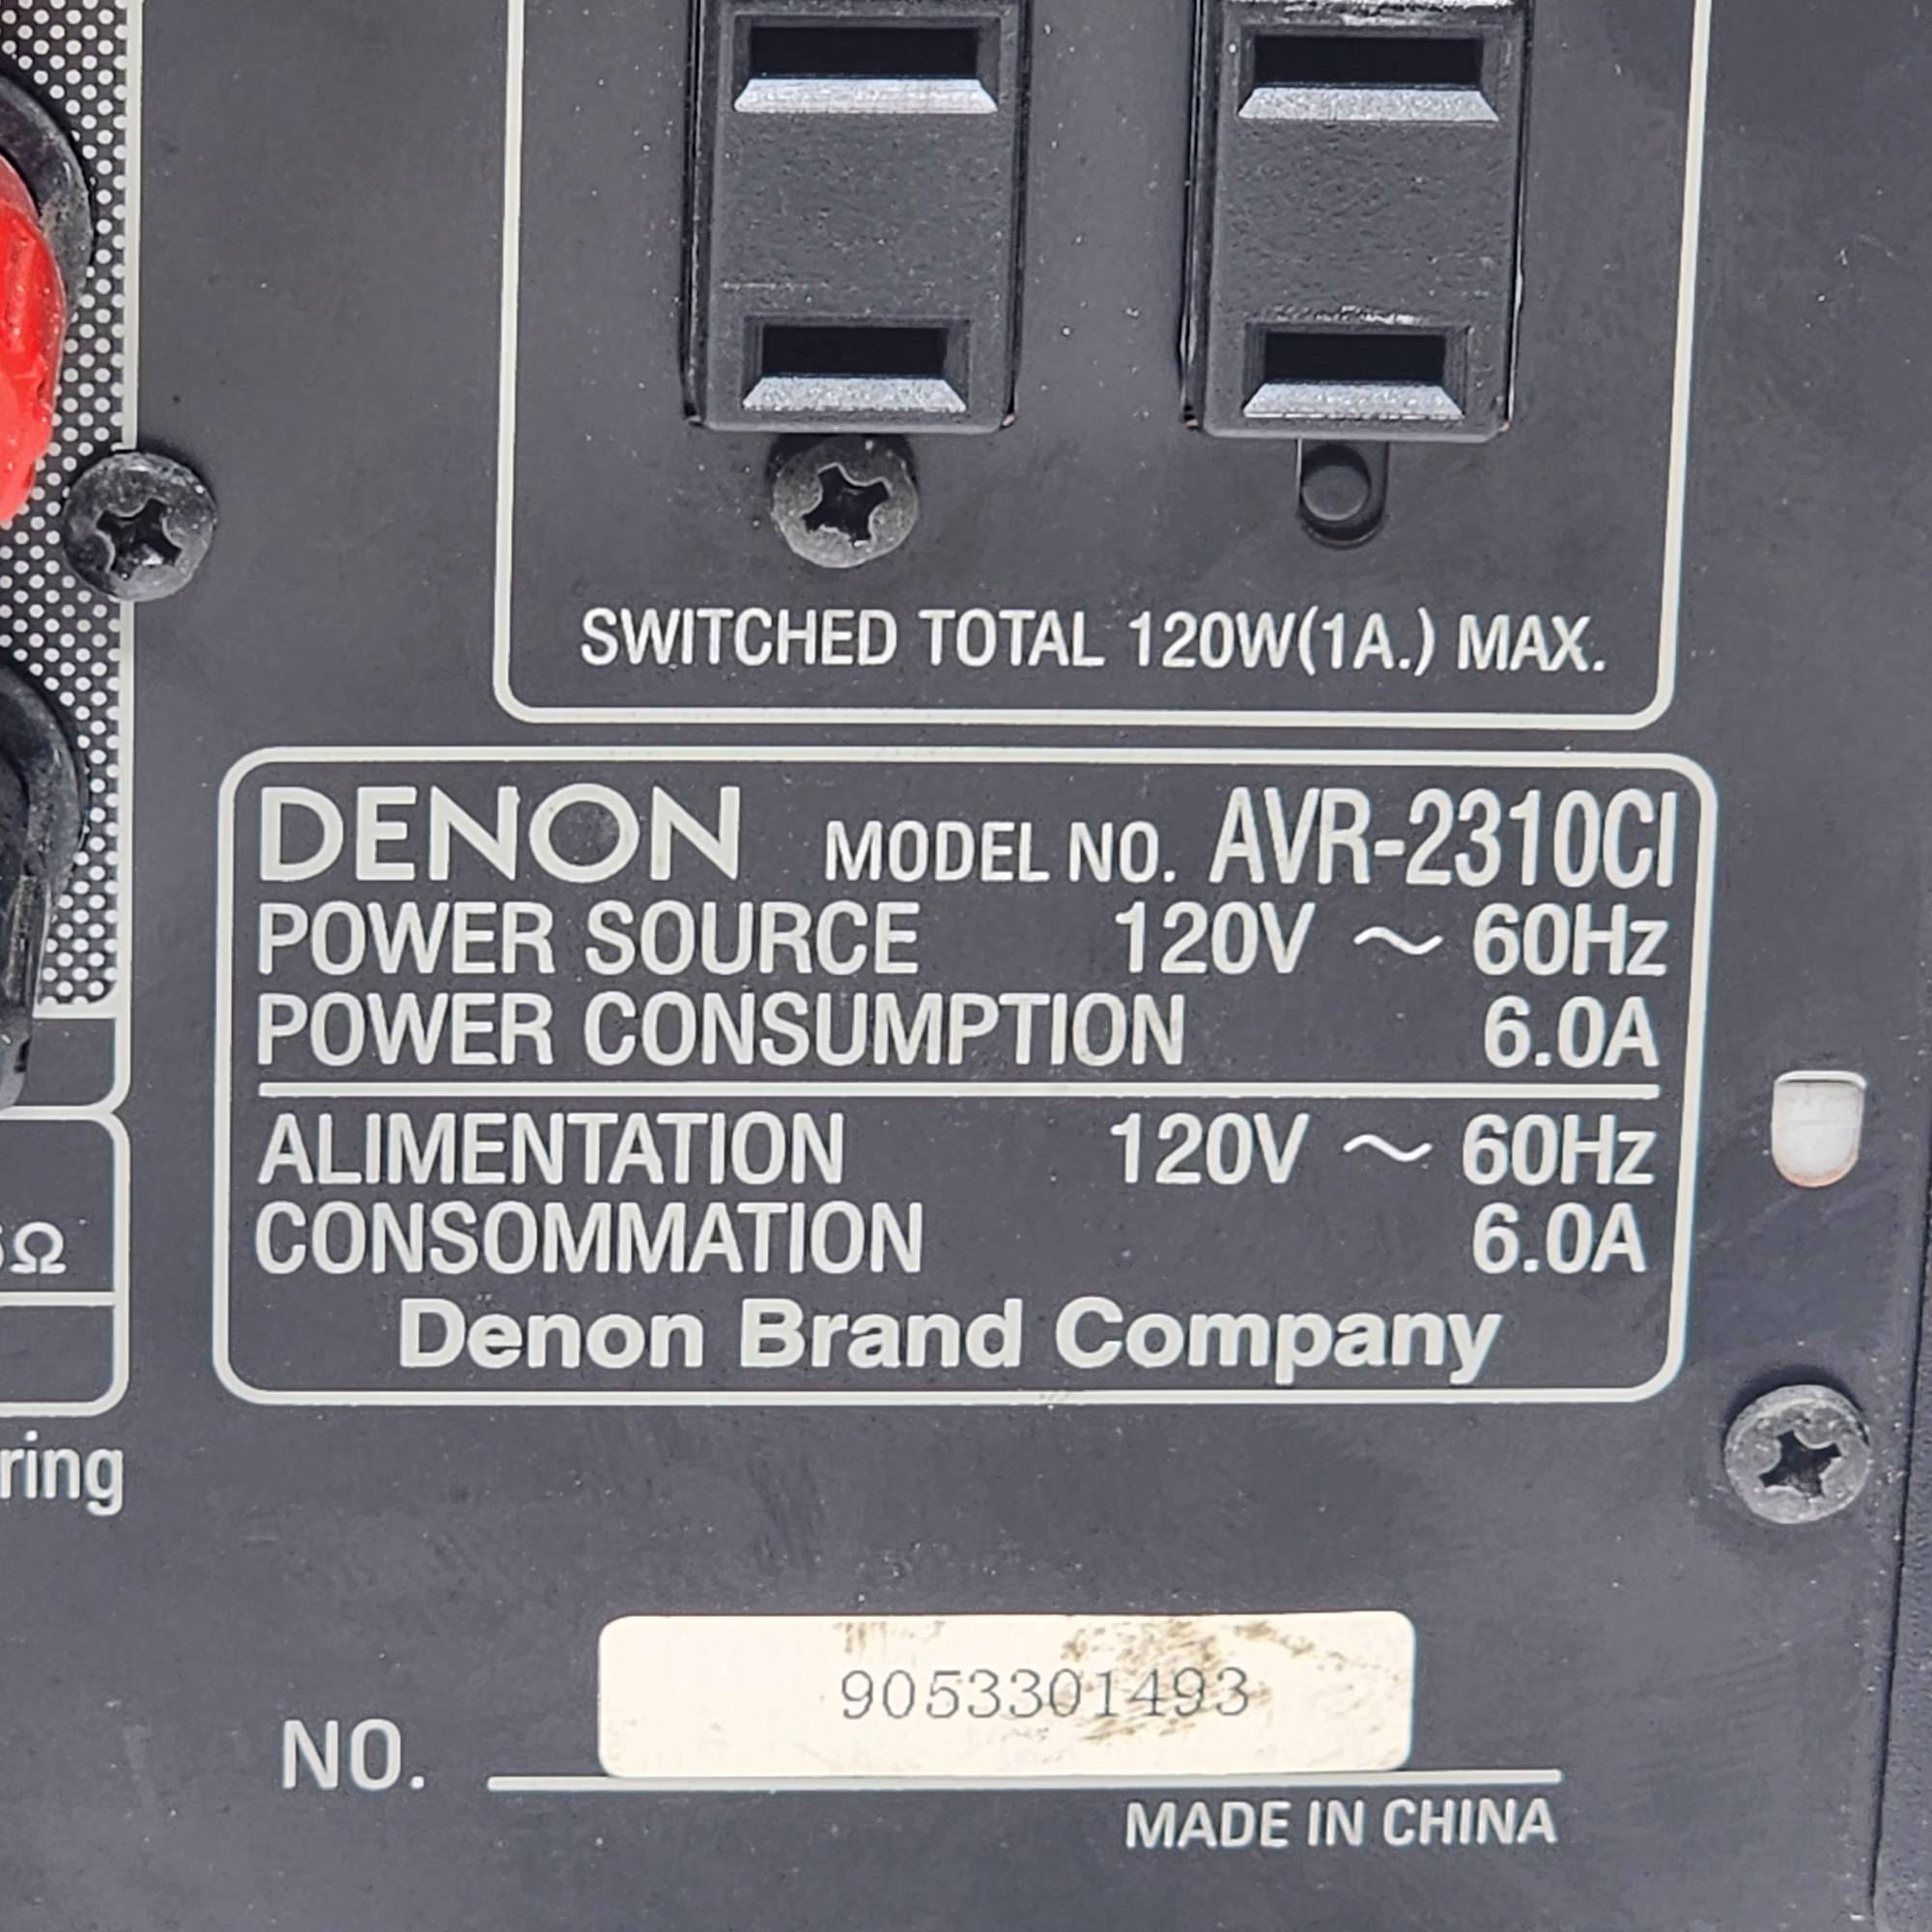 SWITCHED TOTAL 120W(1A.) MAX.
DENON MODEL NO. AVR-2310CI
POWER SOURCE 120V ~ 60Hz
POWER CONSUMPTION 6.0A
ALIMENTATION 120V ~ 60Hz
CONSOMMATION 6.0A
Denon Brand Company
Ω
ring
9053301493
NO.
MADE IN CHINA